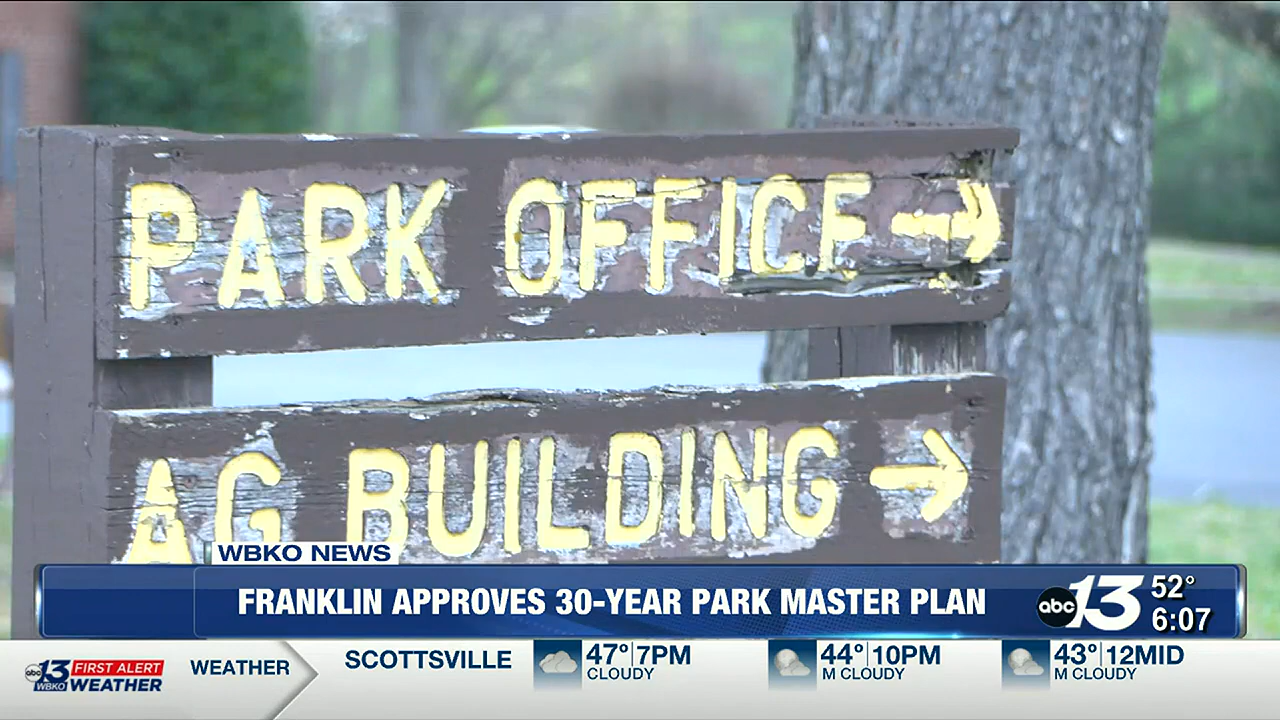 PARK OFFICE →
AG BUILDING →
WBKO NEWS
FRANKLIN APPROVES 30-YEAR PARK MASTER PLAN
abc 13
52°
6:07
abc 13 WBKO FIRST ALERT WEATHER
WEATHER
SCOTTSVILLE
47° 7PM
CLOUDY
44° 10PM
M CLOUDY
43° 12MID
M CLOUDY